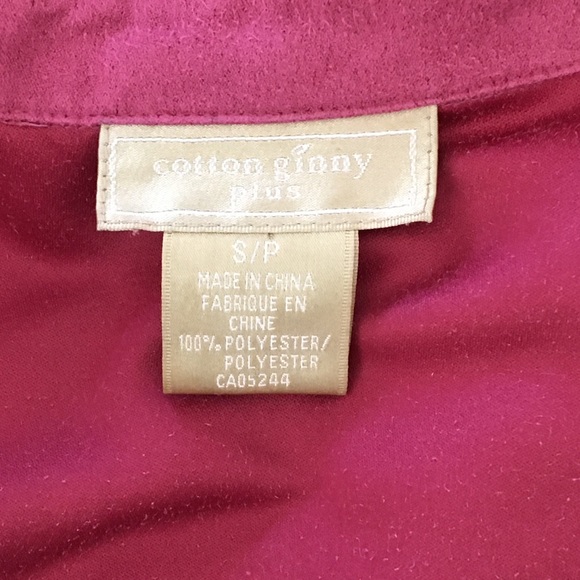 cotton ginny
plus
S/P
MADE IN CHINA
FABRIQUE EN
CHINE
100% POLYESTER/
POLYESTER
CA05244